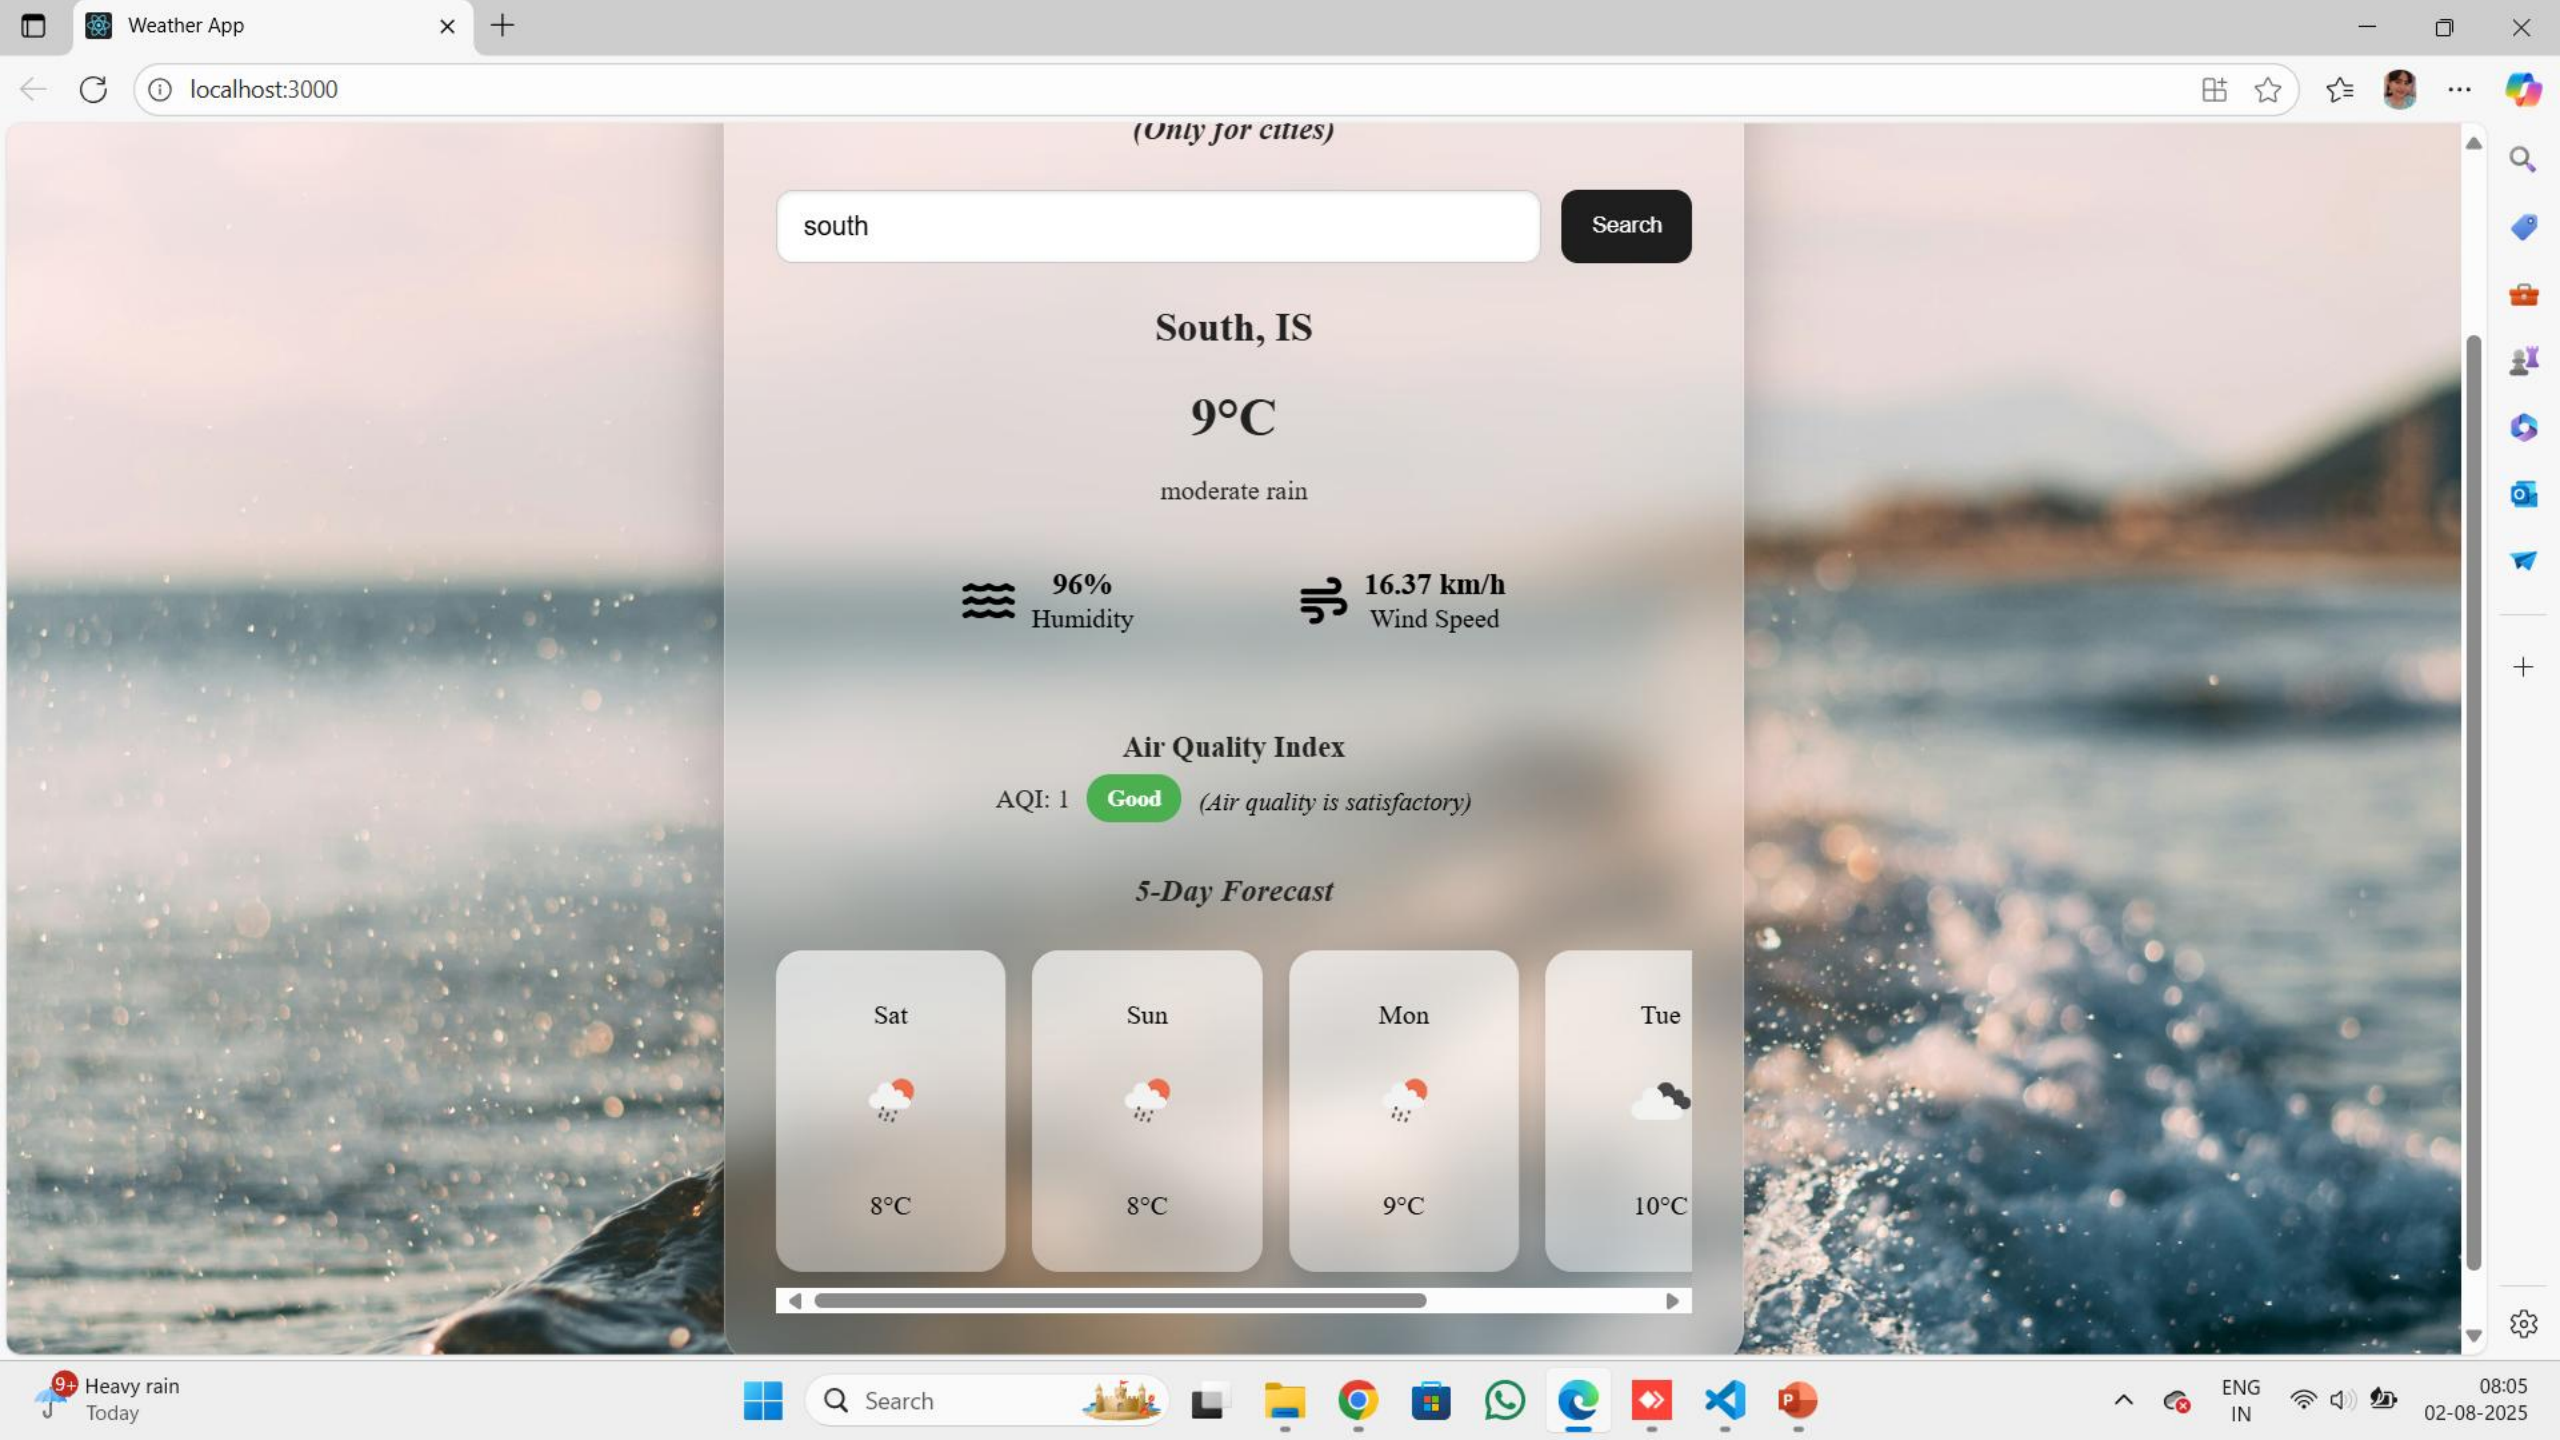 Weather App
localhost:3000
(Only for cities)
south
Search
South, IS
9°C
moderate rain
96%
Humidity
16.37 km/h
Wind Speed
Air Quality Index
AQI: 1 Good (Air quality is satisfactory)
5-Day Forecast
Sat Sun Mon Tue
8°C 8°C 9°C 10°C
9+
Heavy rain
Today
Search
ENG
IN
08:05
02-08-2025